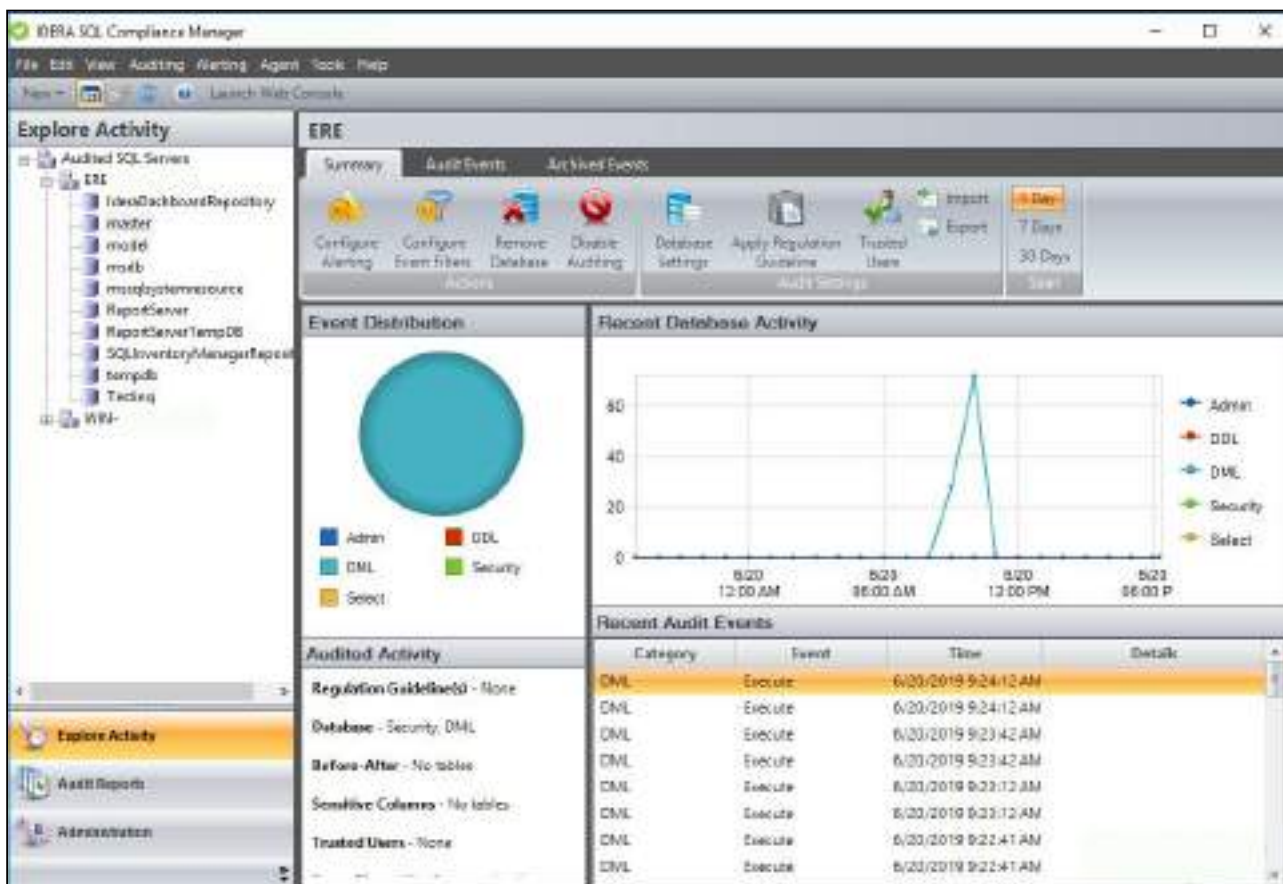 IDERA SQL Compliance Manager
File Edit View Auditing Alerting Agent Tools Help
New Launch Web Console
Explore Activity
Audited SQL Servers
ERE
IderaDashboardRepository
master
model
msdb
mssqlsystemresource
ReportServer
ReportServerTempDB
SQLInventoryManagerReposit
tempdb
Testing
WIN-
Explore Activity
Audit Reports
Administration
ERE
Summary Audit Events Archived Events
Configure Alerting
Configure Event Filters
Remove Database
Disable Auditing
Actions
Database Settings
Apply Regulation Guideline
Trusted Users
Import
Export
Audit Settings
1 Day
7 Days
30 Days
Span
Event Distribution
Admin DDL
DML Security
Select
Recent Database Activity
60
40
20
0
6/20 12:00 AM
6/20 06:00 AM
6/20 12:00 PM
6/20 06:00 P
Admin
DDL
DML
Security
Select
Audited Activity
Regulation Guideline(s) - None
Database - Security, DML
Before-After - No tables
Sensitive Columns - No tables
Trusted Users - None
Recent Audit Events
Category Event Time Details
DML Execute 6/20/2019 9:24:12 AM
DML Execute 6/20/2019 9:24:12 AM
DML Execute 6/20/2019 9:23:42 AM
DML Execute 6/20/2019 9:23:42 AM
DML Execute 6/20/2019 9:23:12 AM
DML Execute 6/20/2019 9:23:12 AM
DML Execute 6/20/2019 9:22:41 AM
DML Execute 6/20/2019 9:22:41 AM